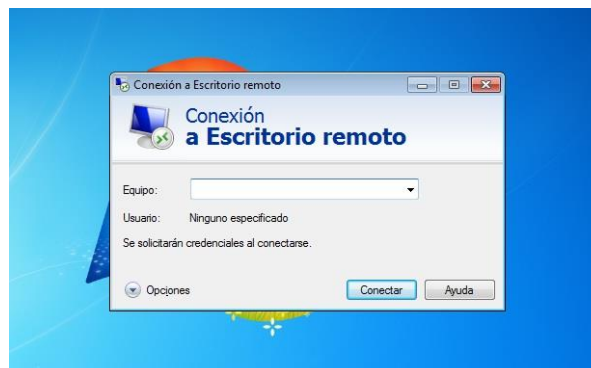 Conexión a Escritorio remoto
Conexión
a Escritorio remoto
Equipo:
Usuario: Ninguno especificado
Se solicitarán credenciales al conectarse.
Opciones Conectar Ayuda